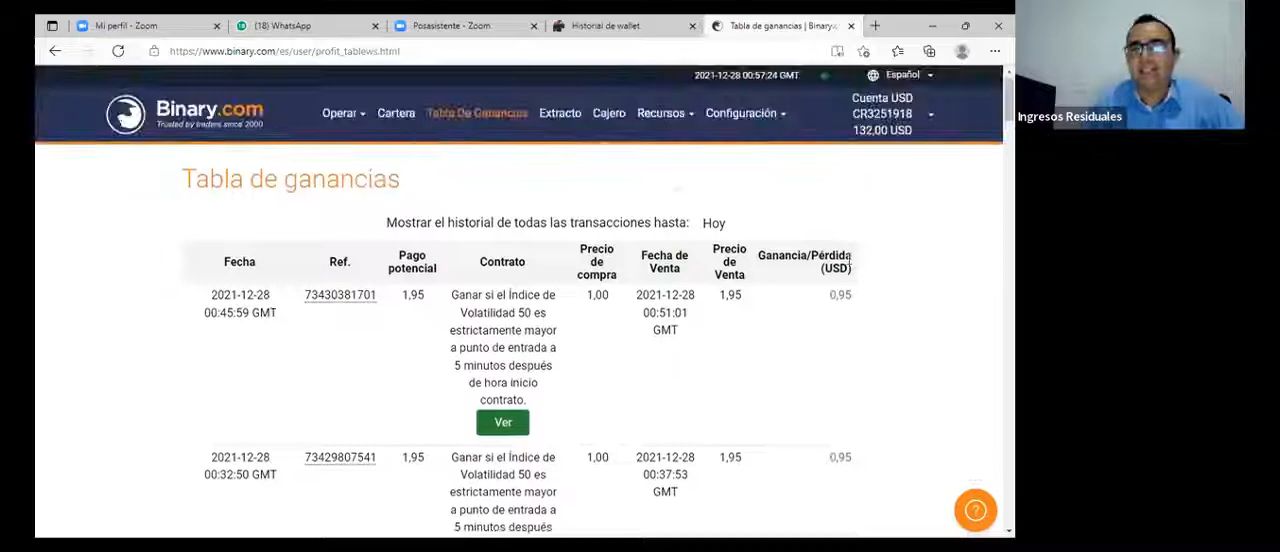 Mi perfil - Zoom
(18) WhatsApp
Posasistente - Zoom
Historial de wallet
Tabla de ganancias | Binary.c
https://www.binary.com/es/user/profit_tablews.html
2021-12-28 00:57:24 GMT
Español
Binary.com
Trusted by traders since 2000
Operar
Cartera
Tabla De Ganancias
Extracto
Cajero
Recursos
Configuración
Cuenta USD
CR3251918
132,00 USD
Ingresos Residuales
Tabla de ganancias
Mostrar el historial de todas las transacciones hasta: Hoy
Fecha
Ref.
Pago
potencial
Contrato
Precio
de
compra
Fecha de
Venta
Precio
de
Venta
Ganancia/Pérdida
(USD)
2021-12-28
00:45:59 GMT
73430381701
1,95
Ganar si el Índice de
Volatilidad 50 es
estrictamente mayor
a punto de entrada a
5 minutos después
de hora inicio
contrato.
Ver
1,00
2021-12-28
00:51:01
GMT
1,95
0,95
2021-12-28
00:32:50 GMT
73429807541
1,95
Ganar si el Índice de
Volatilidad 50 es
estrictamente mayor
a punto de entrada a
5 minutos después
1,00
2021-12-28
00:37:53
GMT
1,95
0,95